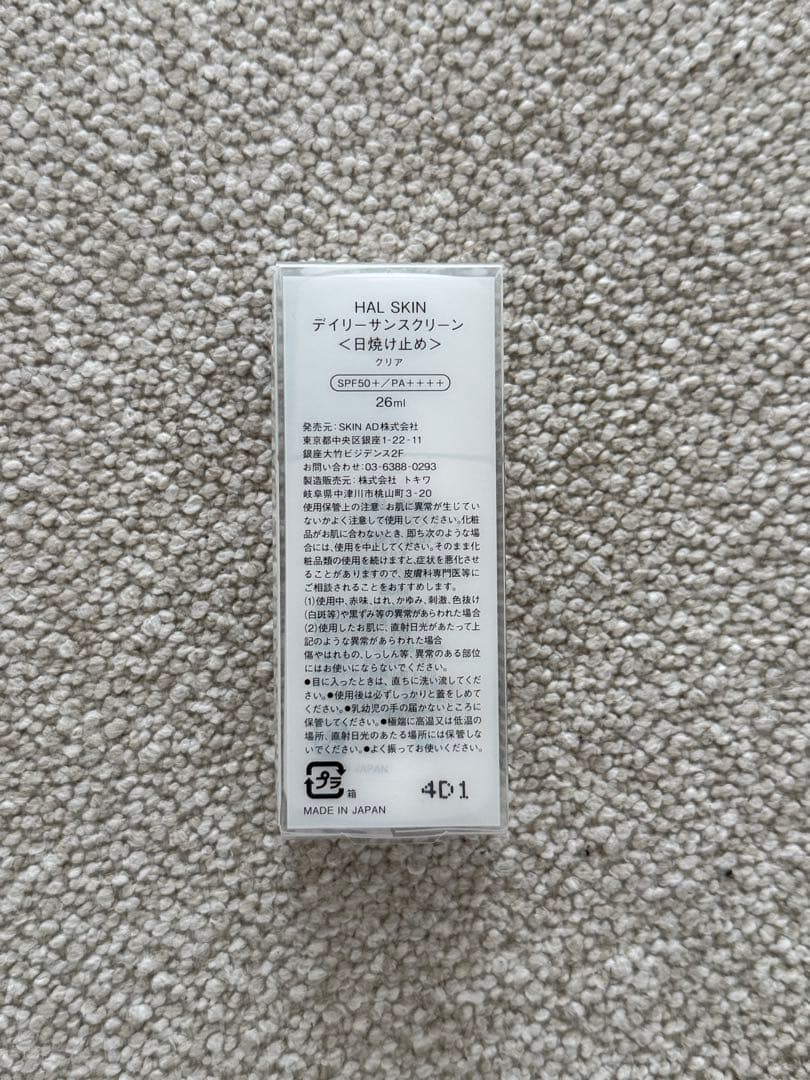 HAL SKIN
デイリーサンスクリーン
＜日焼け止め＞
クリア
SPF50+／PA++++
26ml
発売元：SKIN AD株式会社
東京都中央区銀座1-22-11
銀座大竹ビジデンス2F
お問い合わせ：03-6388-0293
製造販売元：株式会社 トキワ
岐阜県中津川市桃山町3-20
使用保管上の注意：お肌に異常が生じてい
ないかよく注意して使用してください。化粧
品がお肌に合わないとき、即ち次のような場
合には、使用を中止してください。そのまま化
粧品類の使用を続けますと、症状を悪化させ
ることがありますので、皮膚科専門医等に
ご相談されることをおすすめします。
(1)使用中、赤味、はれ、かゆみ、刺激、色抜け
(白斑等)や黒ずみ等の異常があらわれた場合
(2)使用したお肌に、直射日光があたって上
記のような異常があらわれた場合
傷やはれもの、しっしん等、異常のある部位
にはお使いにならないでください。
●目に入ったときは、直ちに洗い流してくだ
さい。●使用後は必ずしっかりと蓋をしめて
ください。●乳幼児の手の届かないところに
保管してください。●極端に高温又は低温の
場所、直射日光のあたる場所には保管しな
いでください。●よく振ってお使いください。
プラ
箱
JAPAN
4D1
MADE IN JAPAN